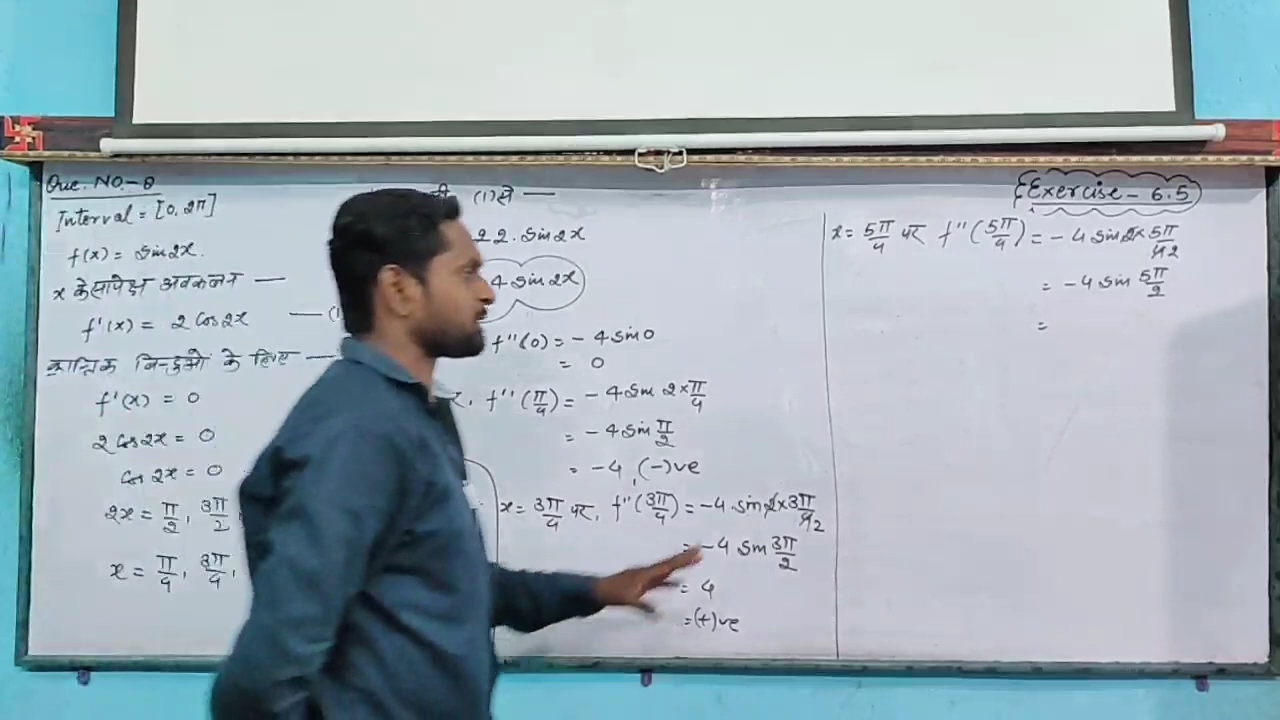 Que. NO.- 8
Interval = [0, 2π]
f(x) = sin2x.
x के सापेक्ष अवकलन —
f'(x) = 2 cos2x —
क्रान्तिक बिन्दुओं के लिए —
f'(x) = 0
2 cos2x = 0
cos 2x = 0
2x = π/2, 3π/2
x = π/4, 3π/4,
(1) से —
2.2. sin2x
4 sin2x
f''(0) = - 4 sin0
= 0
f''(π/4) = - 4 sin 2×π/4
= - 4 sin π/2
= -4, (-)ve
x = 3π/4 पर, f''(3π/4) = -4 sin 2×3π/4 2
= -4 sin 3π/2
= 4
= (+)ve
Exercise - 6.5
x = 5π/4 पर f''(5π/4) = - 4 sin 2×5π/4 2
= - 4 sin 5π/2
=